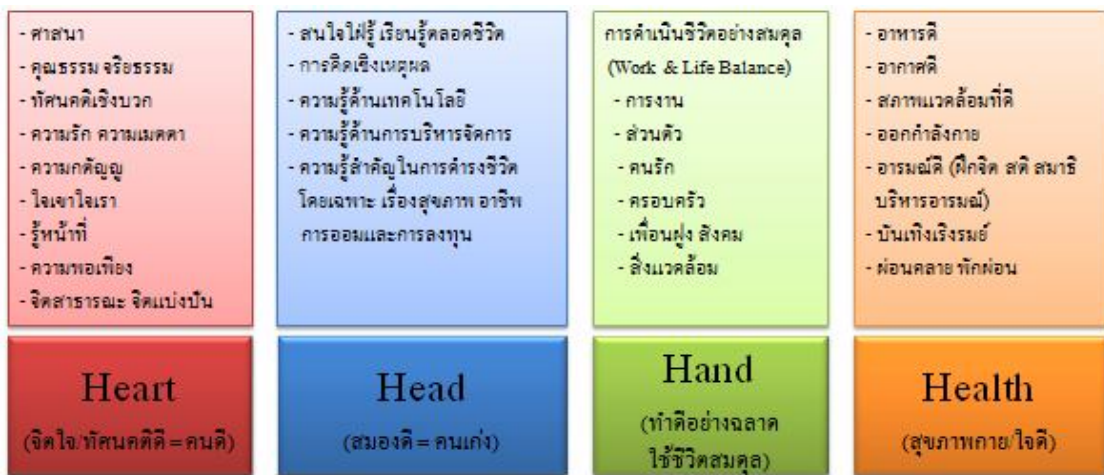 - ศาสนา
- คุณธรรม จริยธรรม
- ทัศนคติเชิงบวก
- ความรัก ความเมตตา
- ความกตัญญู
- ใจเขาใจเรา
- รู้หน้าที่
- ความพอเพียง
- จิตสาธารณะ จิตแบ่งปัน
Heart
(จิตใจ/ทัศนคติดี = คนดี)
- สนใจใฝ่รู้ เรียนรู้ตลอดชีวิต
- การคิดเชิงเหตุผล
- ความรู้ด้านเทคโนโลยี
- ความรู้ด้านการบริหารจัดการ
- ความรู้สำคัญในการดำรงชีวิต
โดยเฉพาะ เรื่องสุขภาพ อาชีพ
การออมและการลงทุน
Head
(สมองดี = คนเก่ง)
การดำเนินชีวิตอย่างสมดุล
(Work & Life Balance)
- การงาน
- ส่วนตัว
- คนรัก
- ครอบครัว
- เพื่อนฝูง สังคม
- สิ่งแวดล้อม
Hand
(ทำดีอย่างฉลาด
ใช้ชีวิตสมดุล)
- อาหารดี
- อากาศดี
- สภาพแวดล้อมที่ดี
- ออกกำลังกาย
- อารมณ์ดี (ฝึกจิต สติ สมาธิ
บริหารอารมณ์)
- บันเทิงเริงรมย์
- ผ่อนคลาย พักผ่อน
Health
(สุขภาพกาย/ใจดี)